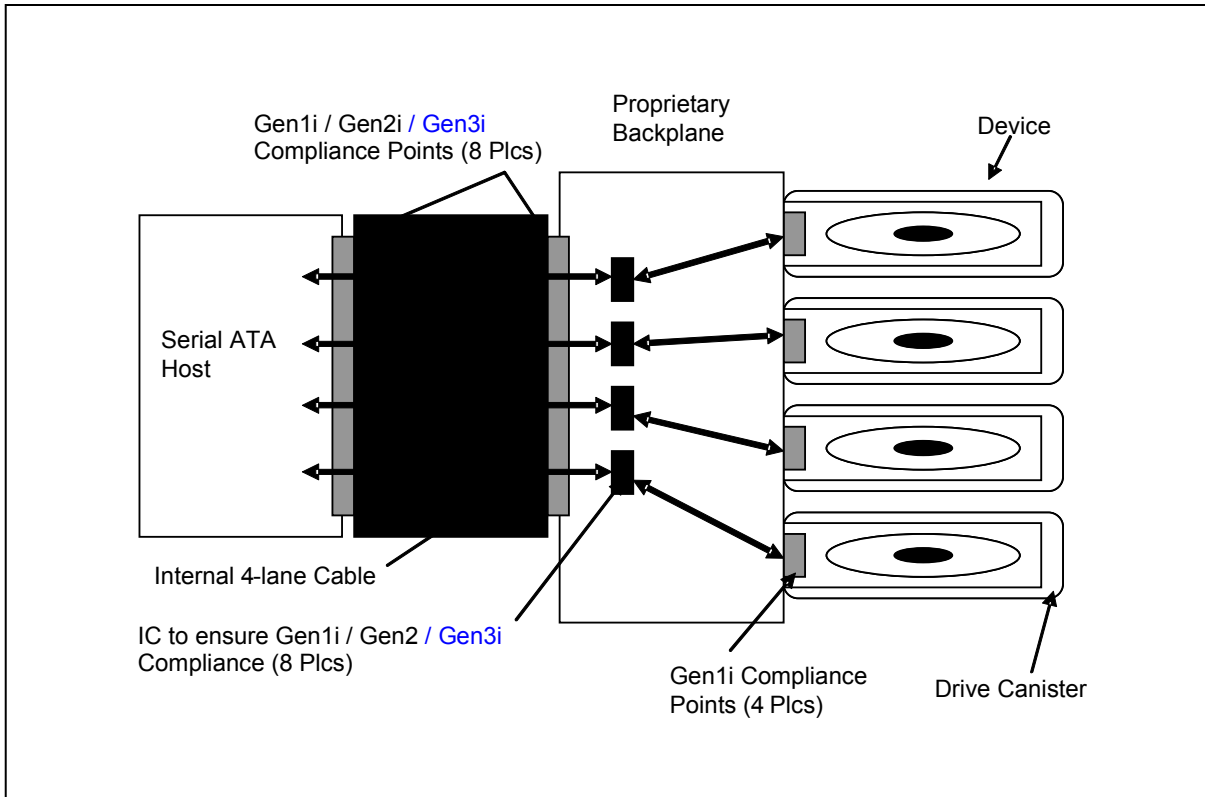 Gen1i / Gen2i / Gen3i
Compliance Points (8 Plcs)
Proprietary
Backplane
Device
Serial ATA
Host
Internal 4-lane Cable
IC to ensure Gen1i / Gen2 / Gen3i
Compliance (8 Plcs)
Gen1i Compliance
Points (4 Plcs)
Drive Canister